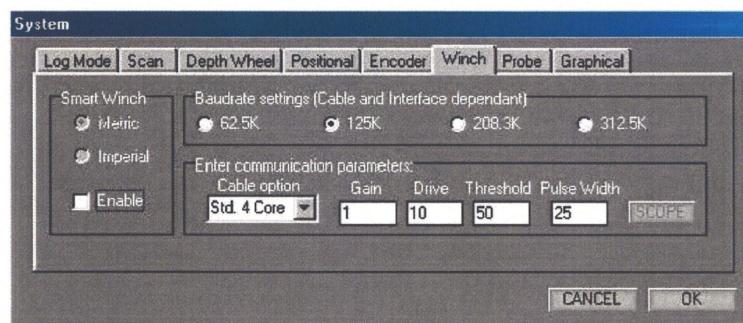 System
Log Mode Scan Depth Wheel Positional Encoder Winch Probe Graphical
Smart Winch
Metric
Imperial
Enable
Baudrate settings (Cable and Interface dependant)
62.5K 125K 208.3K 312.5K
Enter communication parameters:
Cable option Gain Drive Threshold Pulse Width
Std. 4 Core 1 10 50 25 SCOPE
CANCEL OK